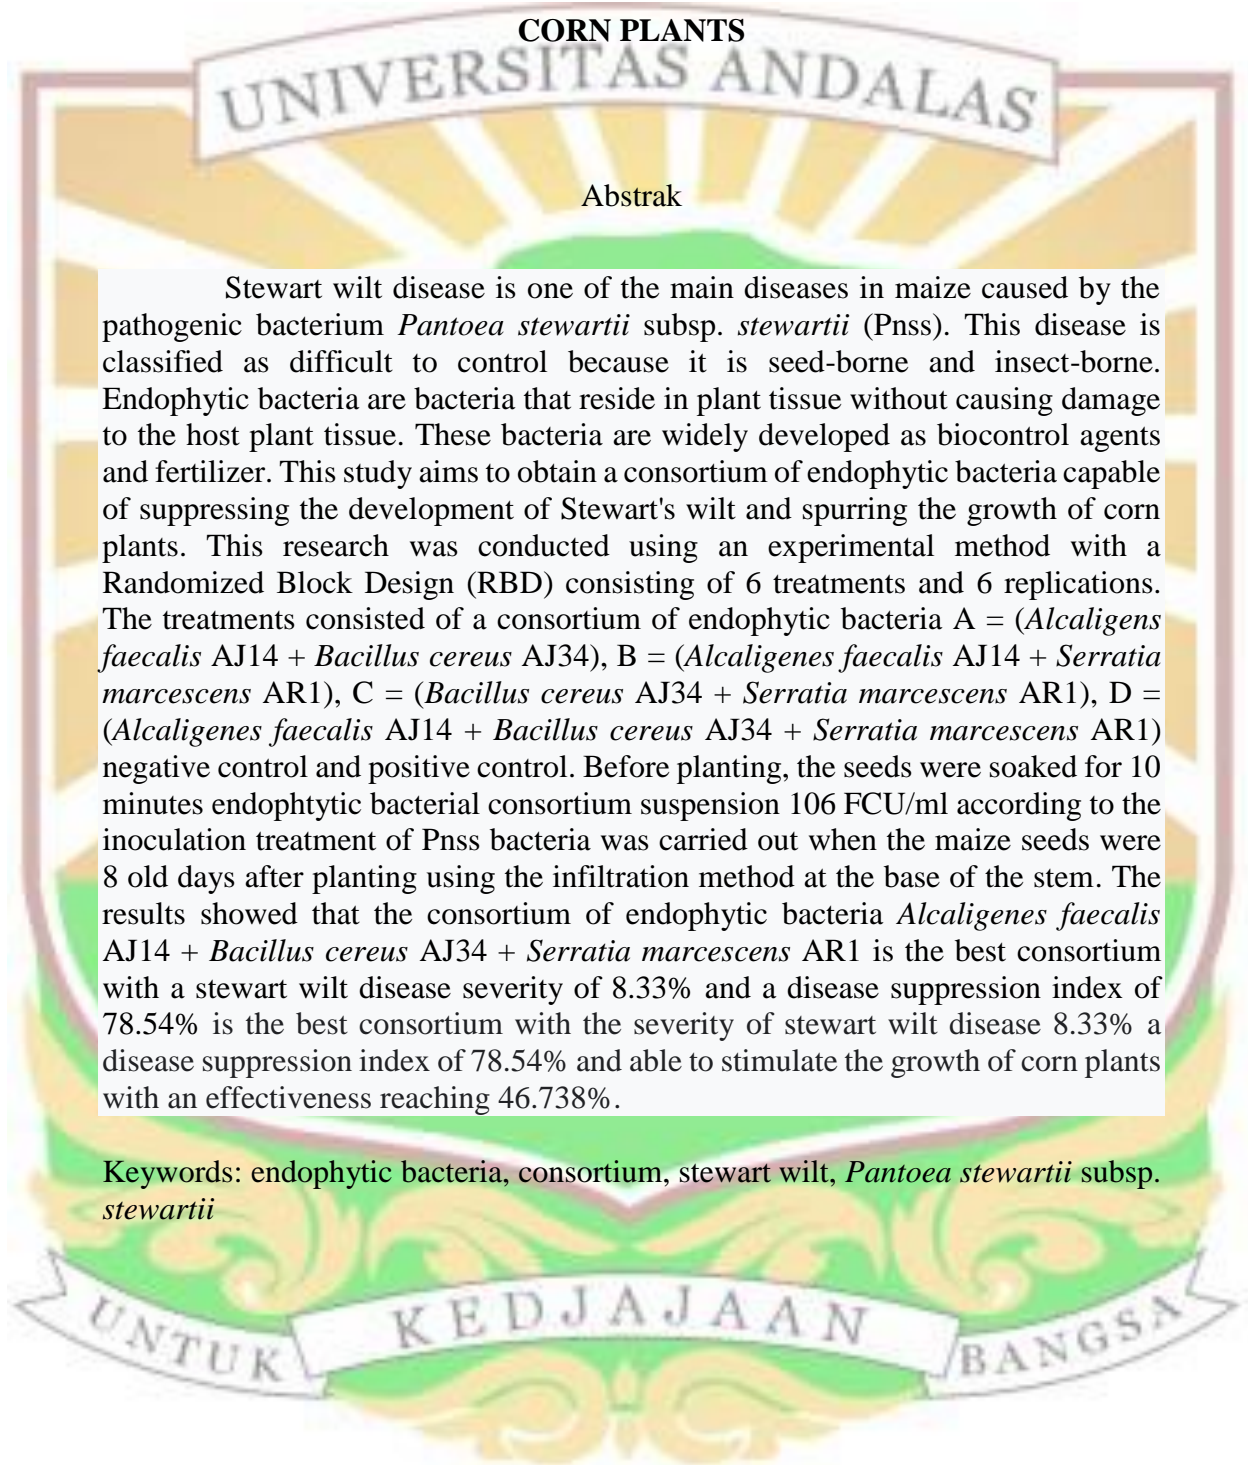 CORN PLANTS
UNIVERSITAS ANDALAS
Abstrak
Stewart wilt disease is one of the main diseases in maize caused by the
pathogenic bacterium Pantoea stewartii subsp. stewartii (Pnss). This disease is
classified as difficult to control because it is seed-borne and insect-borne.
Endophytic bacteria are bacteria that reside in plant tissue without causing damage
to the host plant tissue. These bacteria are widely developed as biocontrol agents
and fertilizer. This study aims to obtain a consortium of endophytic bacteria capable
of suppressing the development of Stewart's wilt and spurring the growth of corn
plants. This research was conducted using an experimental method with a
Randomized Block Design (RBD) consisting of 6 treatments and 6 replications.
The treatments consisted of a consortium of endophytic bacteria A = (Alcaligens
faecalis AJ14 + Bacillus cereus AJ34), B = (Alcaligenes faecalis AJ14 + Serratia
marcescens AR1), C = (Bacillus cereus AJ34 + Serratia marcescens AR1), D =
(Alcaligenes faecalis AJ14 + Bacillus cereus AJ34 + Serratia marcescens AR1)
negative control and positive control. Before planting, the seeds were soaked for 10
minutes endophtytic bacterial consortium suspension 106 FCU/ml according to the
inoculation treatment of Pnss bacteria was carried out when the maize seeds were
8 old days after planting using the infiltration method at the base of the stem. The
results showed that the consortium of endophytic bacteria Alcaligenes faecalis
AJ14 + Bacillus cereus AJ34 + Serratia marcescens AR1 is the best consortium
with a stewart wilt disease severity of 8.33% and a disease suppression index of
78.54% is the best consortium with the severity of stewart wilt disease 8.33% a
disease suppression index of 78.54% and able to stimulate the growth of corn plants
with an effectiveness reaching 46.738%.
Keywords: endophytic bacteria, consortium, stewart wilt, Pantoea stewartii subsp.
stewartii
UNTUK KEDJAJAAN BANGSA